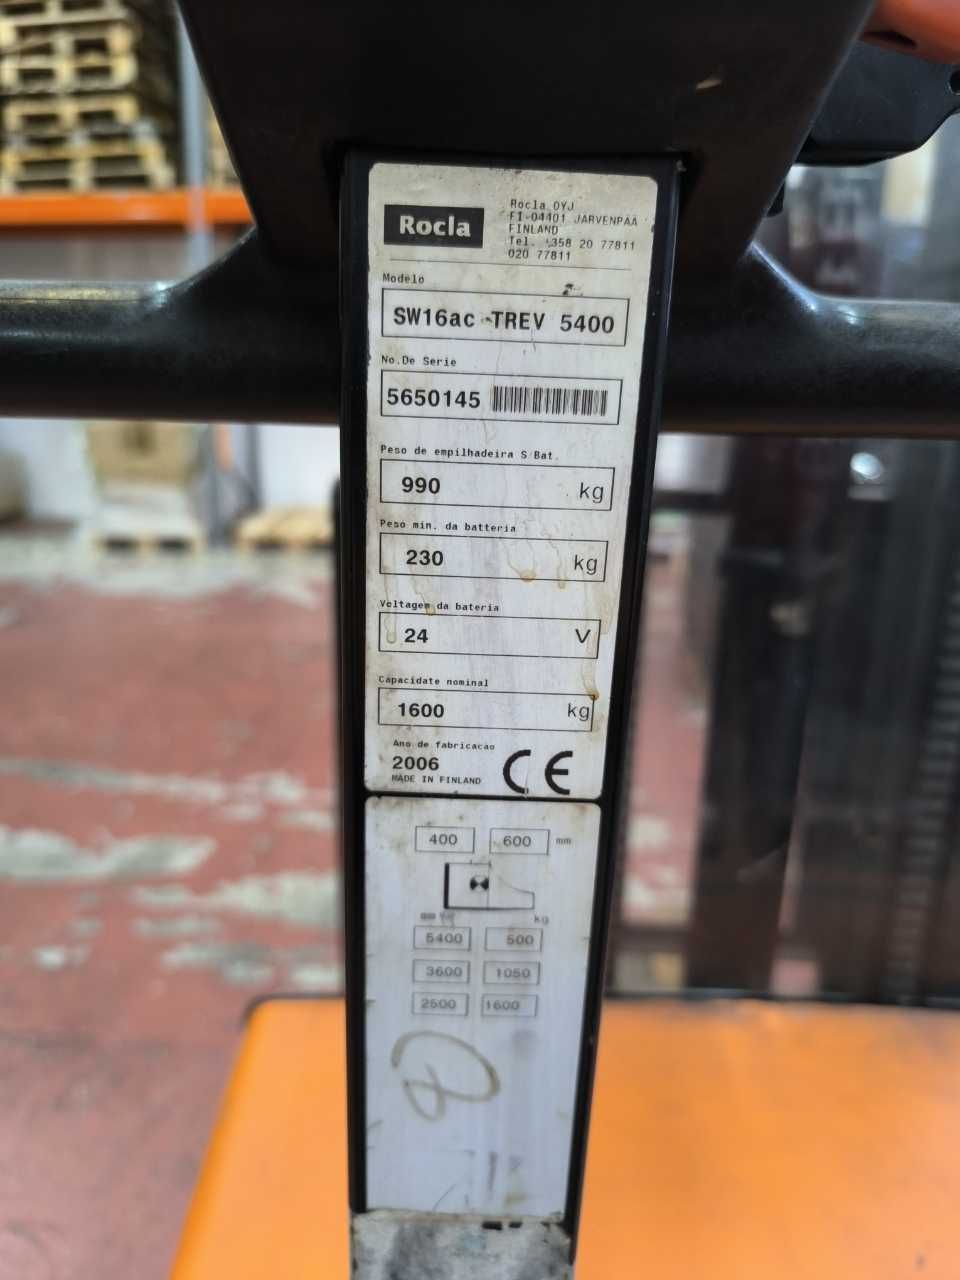 Rocla
Rocla OYJ
FI-04401 JARVENPAA
FINLAND
Tel. +358 20 77811
020 77811
Modelo
SW16ac TREV 5400
No.De Serie
5650145
Peso de empilhadeira S/Bat.
990 kg
Peso min. da batteria
230 kg
Voltagem da bateria
24 V
Capacidate nominal
1600 kg
Ano de fabricacao
2006
MADE IN FINLAND
CE
400 600 mm
mm kg
5400 500
3600 1050
2500 1600